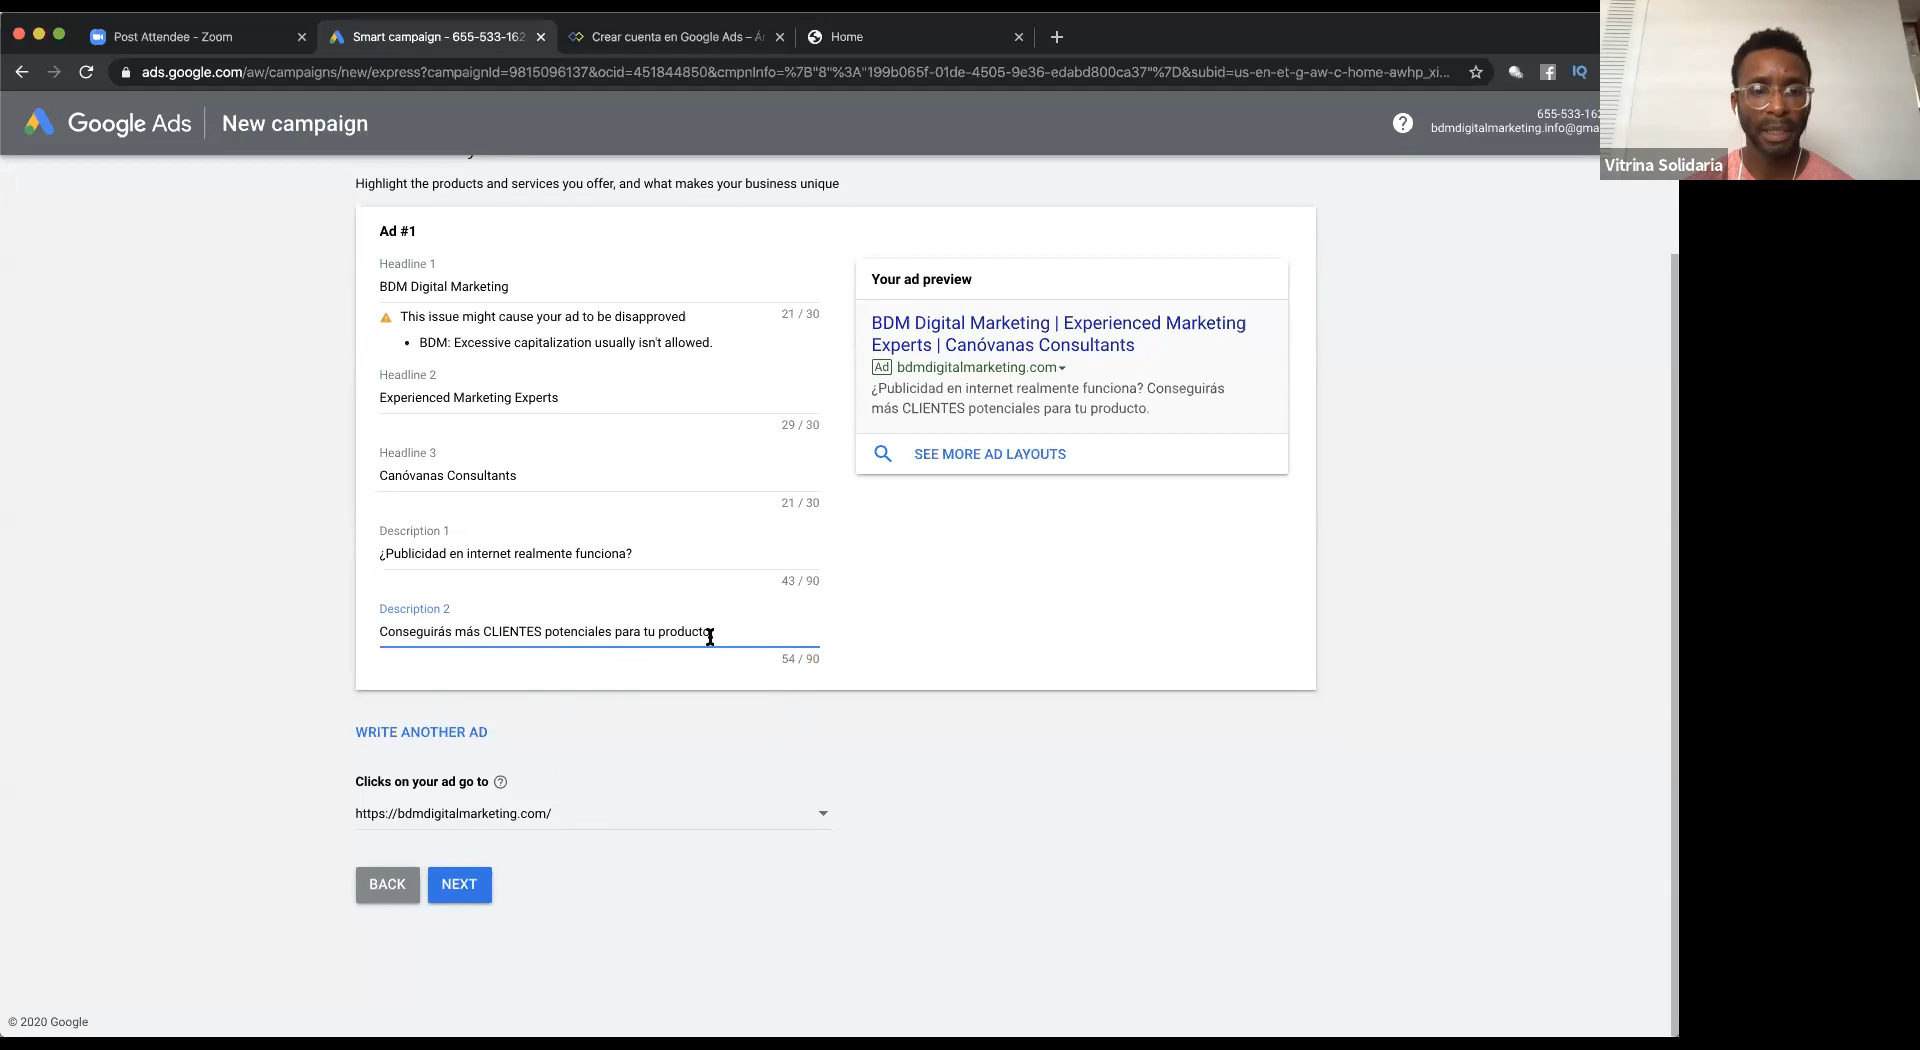 Post Attendee - Zoom
Smart campaign - 655-533-162
Crear cuenta en Google Ads –
Home
ads.google.com/aw/campaigns/new/express?campaignId=9815096137&ocid=451844850&cmpnInfo=%7B"8"%3A"199b065f-01de-4505-9e36-edabd800ca37"%7D&subid=us-en-et-g-aw-c-home-awhp_xi...
IQ
Google Ads
New campaign
655-533-162
bdmdigitalmarketing.info@gma
Vitrina Solidaria
Highlight the products and services you offer, and what makes your business unique
Ad #1
Headline 1
BDM Digital Marketing
This issue might cause your ad to be disapproved
21 / 30
• BDM: Excessive capitalization usually isn't allowed.
Headline 2
Experienced Marketing Experts
29 / 30
Headline 3
Canóvanas Consultants
21 / 30
Description 1
¿Publicidad en internet realmente funciona?
43 / 90
Description 2
Conseguirás más CLIENTES potenciales para tu producto
54 / 90
Your ad preview
BDM Digital Marketing | Experienced Marketing
Experts | Canóvanas Consultants
Ad bdmdigitalmarketing.com
¿Publicidad en internet realmente funciona? Conseguirás
más CLIENTES potenciales para tu producto.
SEE MORE AD LAYOUTS
WRITE ANOTHER AD
Clicks on your ad go to
https://bdmdigitalmarketing.com/
BACK
NEXT
© 2020 Google